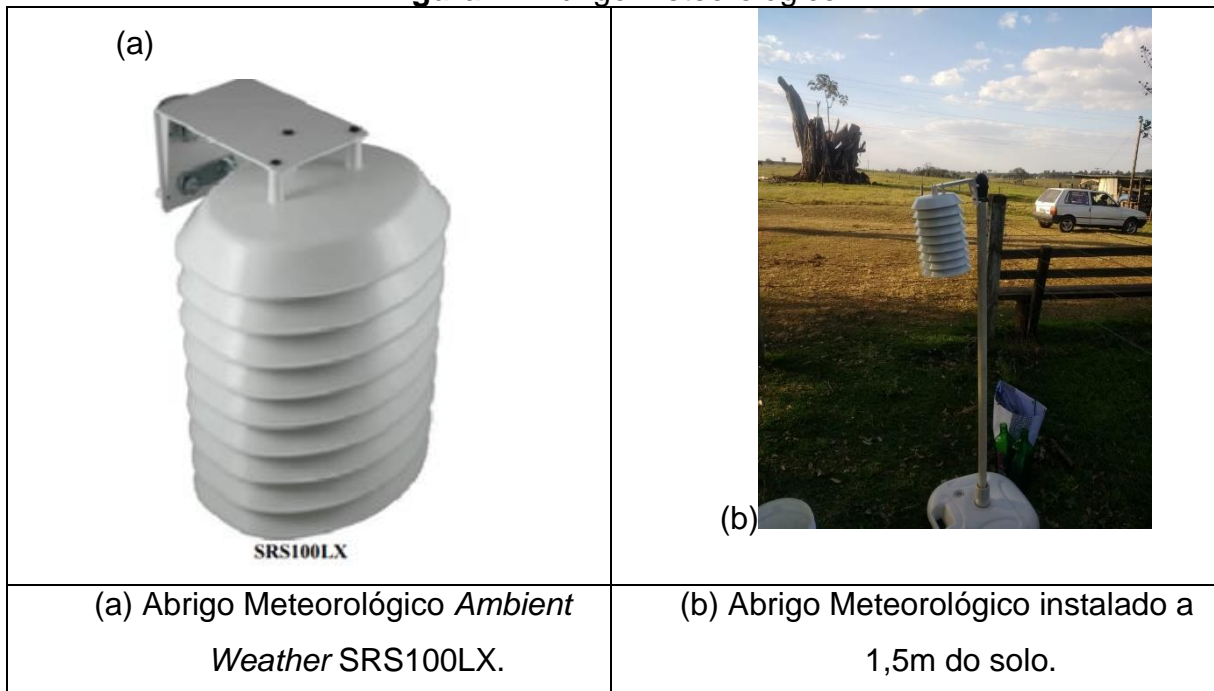 (a)
SRS100LX
(b)
(a) Abrigo Meteorológico Ambient
Weather SRS100LX.
(b) Abrigo Meteorológico instalado a
1,5m do solo.